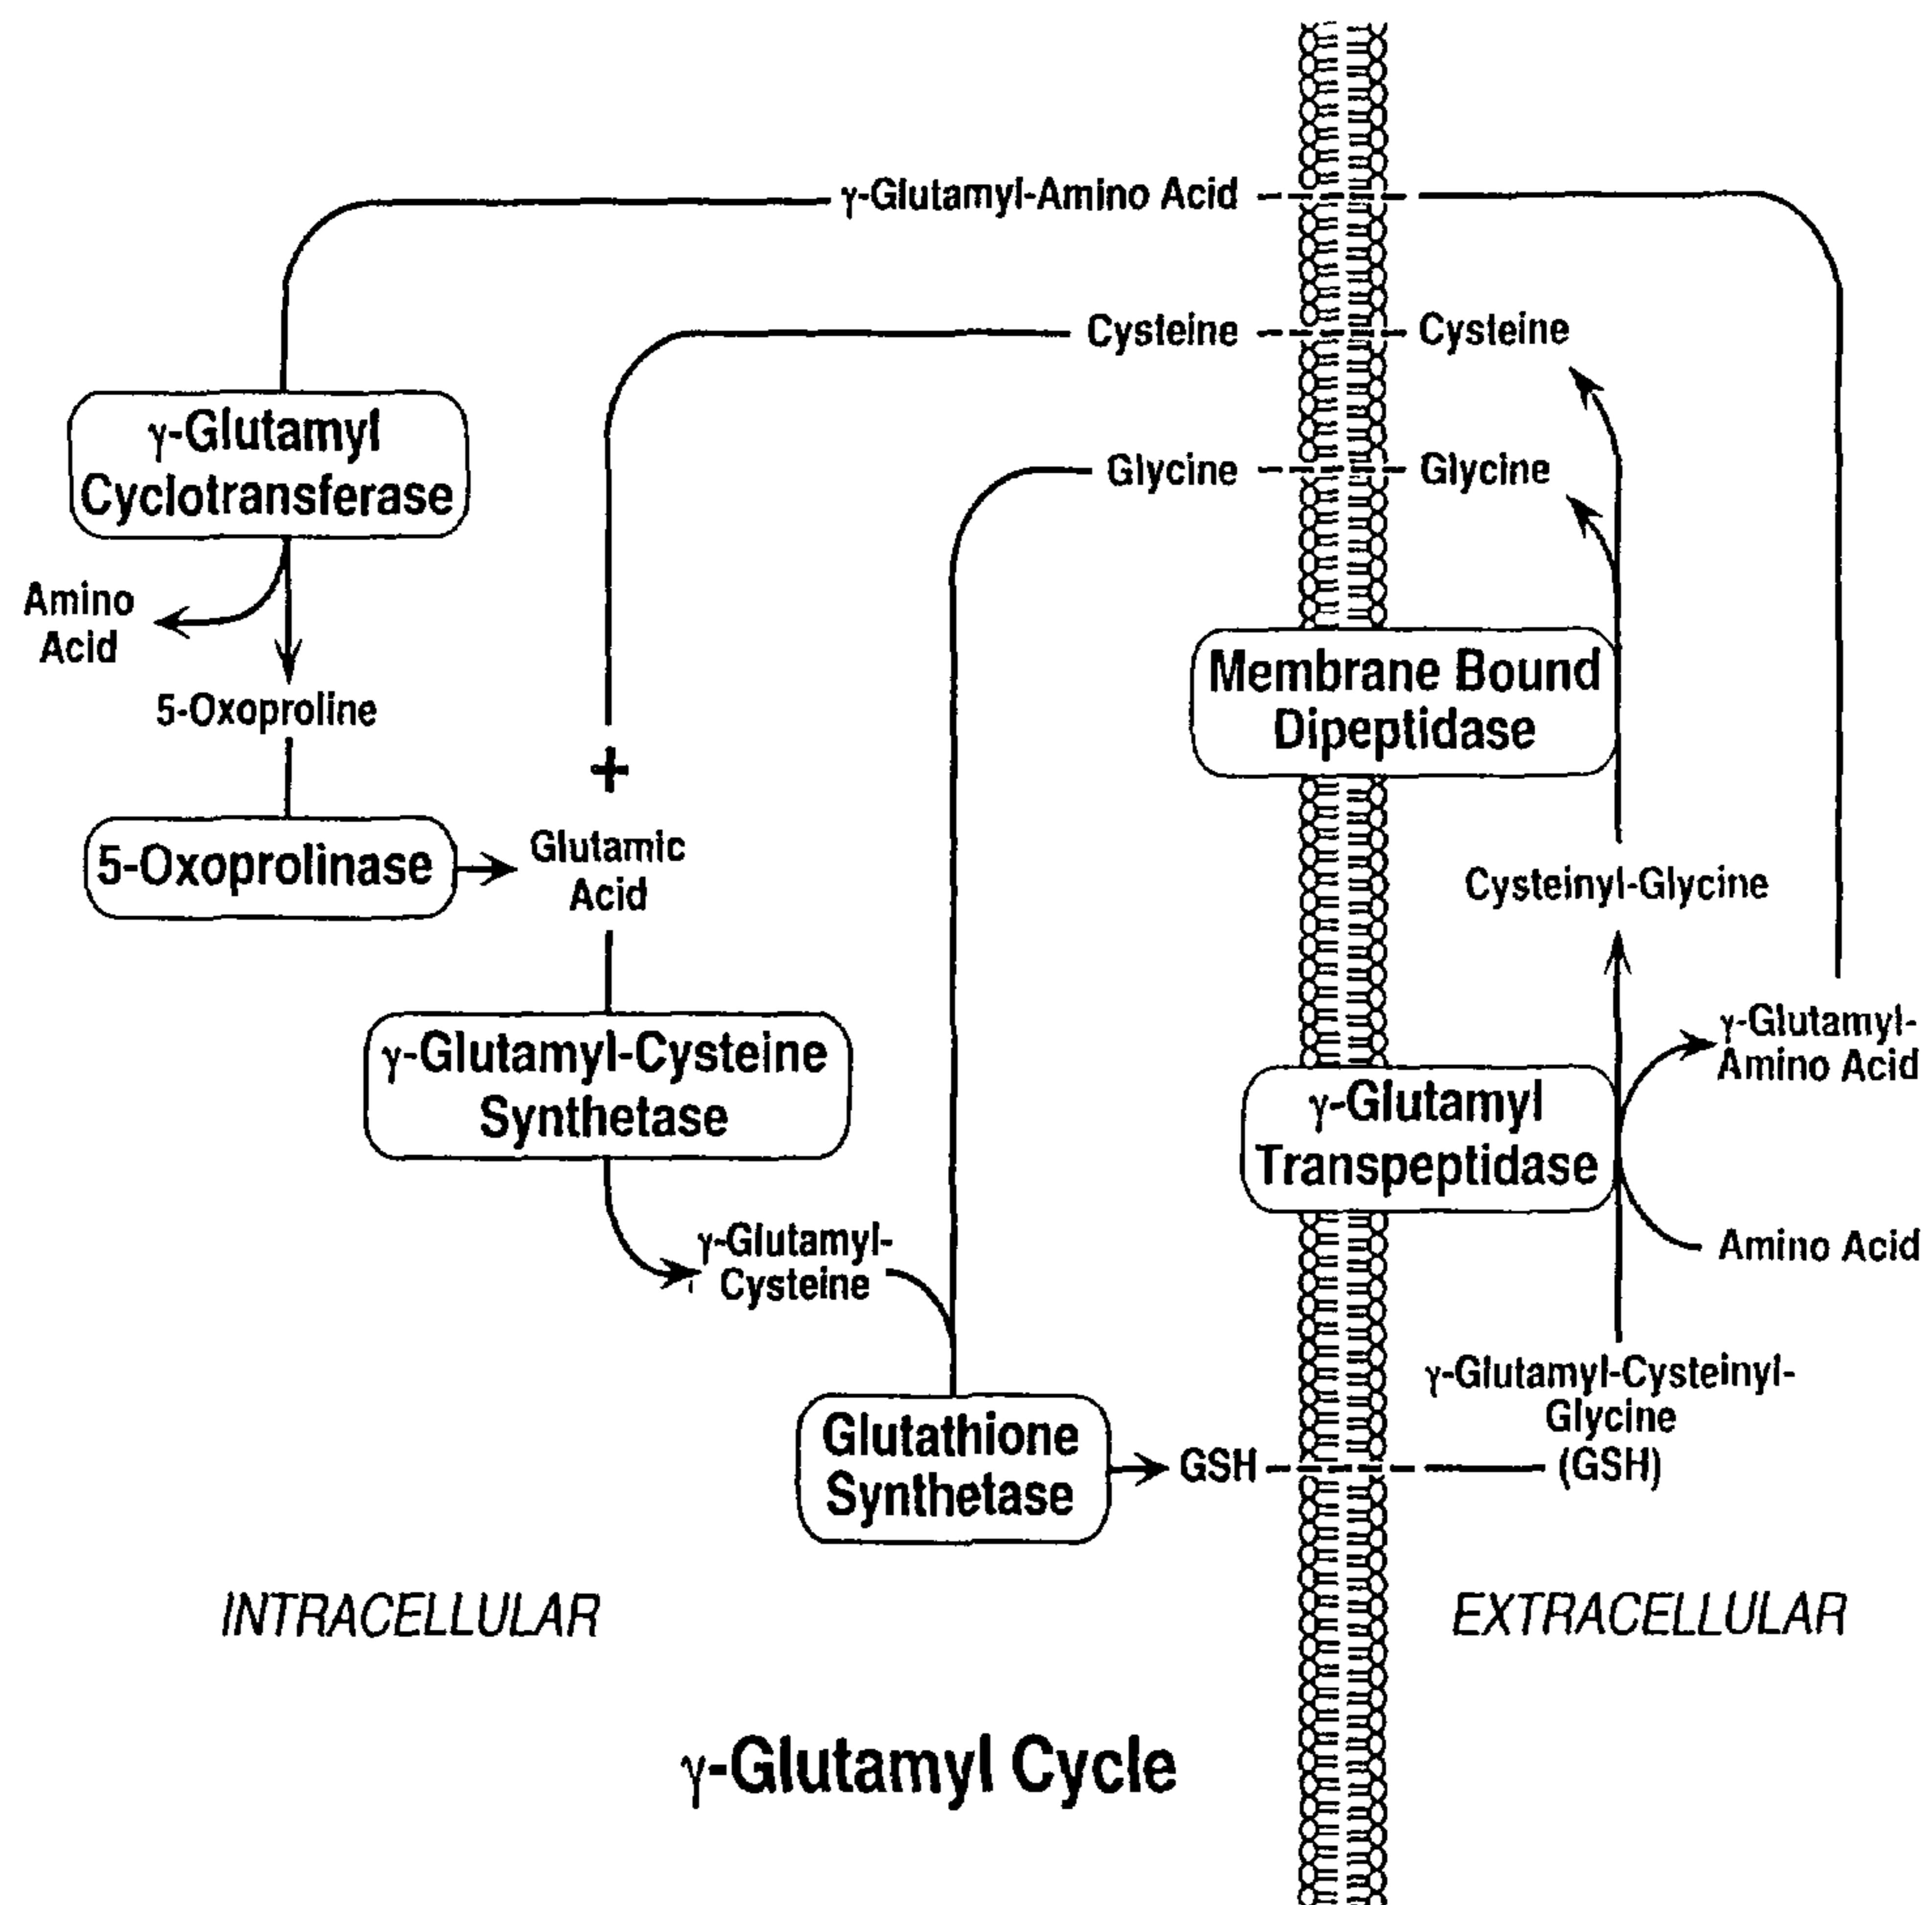 γ-Glutamyl-Amino Acid
Cysteine
Cysteine
Glycine
Glycine
γ-Glutamyl
Cyclotransferase
Amino
Acid
5-Oxoproline
+
5-Oxoprolinase
Glutamic
Acid
Membrane Bound
Dipeptidase
Cysteinyl-Glycine
γ-Glutamyl-Cysteine
Synthetase
γ-Glutamyl-
Amino Acid
γ-Glutamyl
Transpeptidase
Amino Acid
γ-Glutamyl-
Cysteine
γ-Glutamyl-Cysteinyl-
Glycine
(GSH)
Glutathione
Synthetase
GSH
INTRACELLULAR
EXTRACELLULAR
γ-Glutamyl Cycle